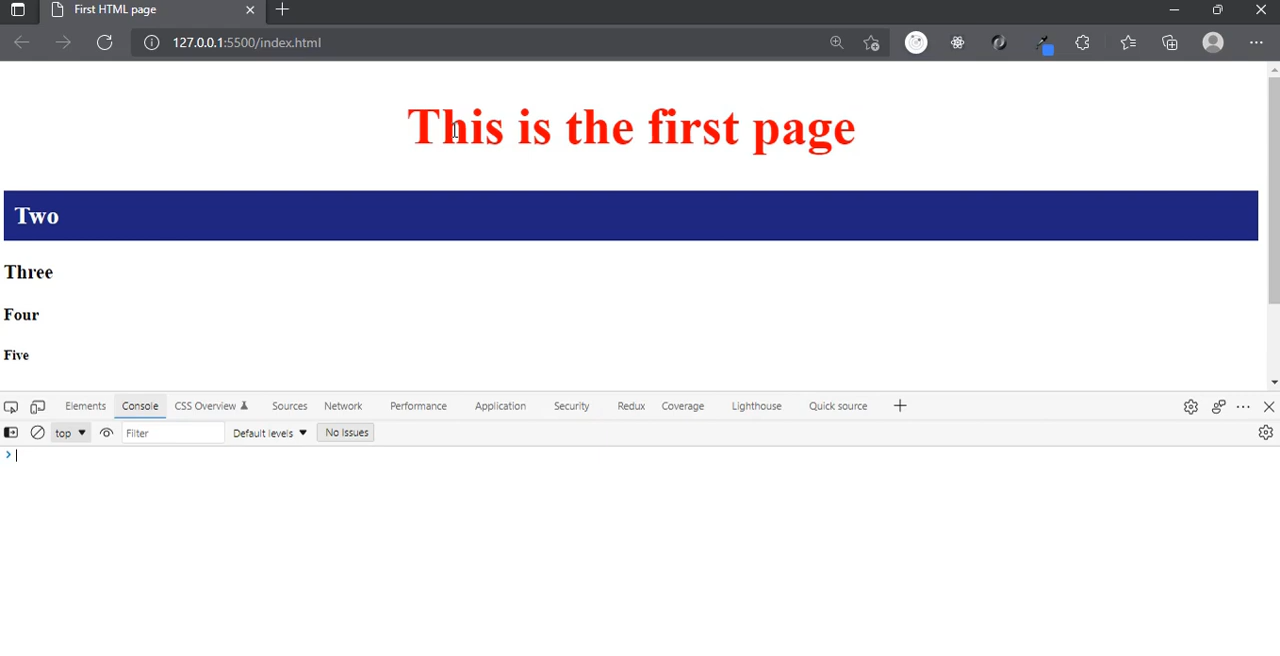 First HTML page
127.0.0.1:5500/index.html
This is the first page
Two
Three
Four
Five
Elements Console CSS Overview Sources Network Performance Application Security Redux Coverage Lighthouse Quick source
top Filter Default levels No Issues